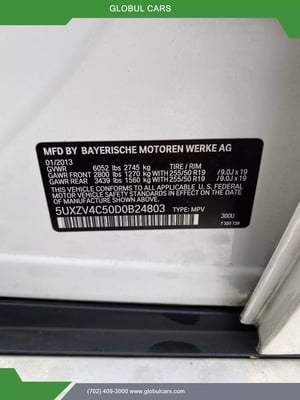 GLOBUL CARS
MFD BY BAYERISCHE MOTOREN WERKE AG
01/2013
GVWR 6052 lbs 2745 kg TIRE / RIM
GAWR FRONT 2800 lbs 1270 kg WITH 255/50 R19 /9.0J x 19
GAWR REAR 3439 lbs 1560 kg WITH 255/50 R19 /9.0J x 19
THIS VEHICLE CONFORMS TO ALL APPLICABLE U.S. FEDERAL
MOTOR VEHICLE SAFETY STANDARDS IN EFFECT ON THE
DATE OF MANUFACTURE SHOWN ABOVE.
5UXZV4C50D0B24803 TYPE: MPV
300U
7 320 729
(702) 409-3000 www.globulcars.com